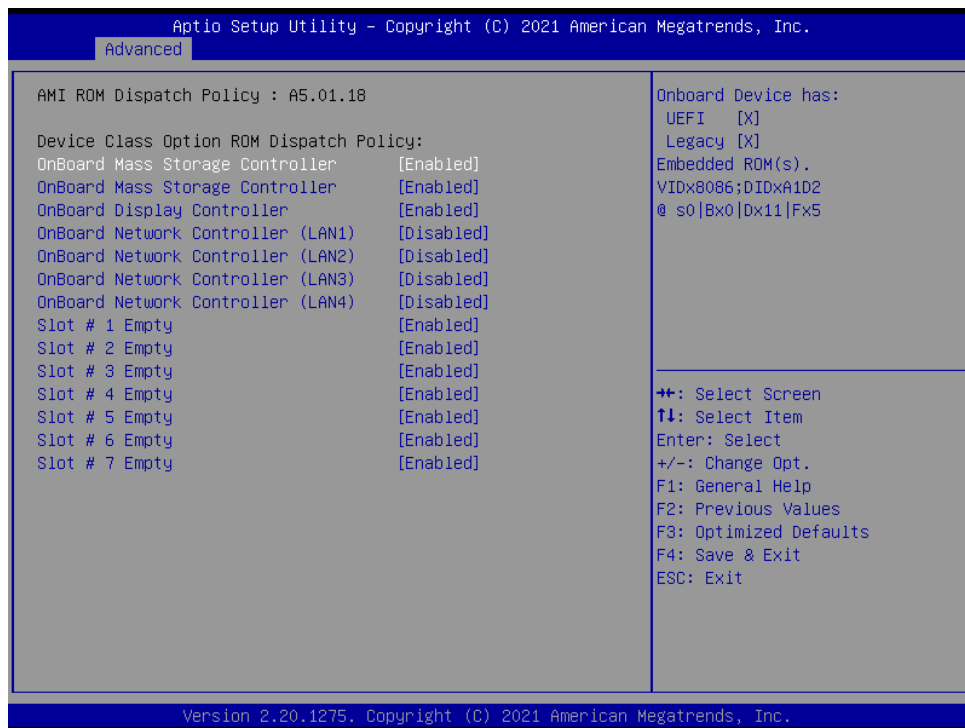 Aptio Setup Utility – Copyright (C) 2021 American Megatrends, Inc.
Advanced
AMI ROM Dispatch Policy : A5.01.18
Device Class Option ROM Dispatch Policy:
OnBoard Mass Storage Controller [Enabled]
OnBoard Mass Storage Controller [Enabled]
OnBoard Display Controller [Enabled]
OnBoard Network Controller (LAN1) [Disabled]
OnBoard Network Controller (LAN2) [Disabled]
OnBoard Network Controller (LAN3) [Disabled]
OnBoard Network Controller (LAN4) [Disabled]
Slot # 1 Empty [Enabled]
Slot # 2 Empty [Enabled]
Slot # 3 Empty [Enabled]
Slot # 4 Empty [Enabled]
Slot # 5 Empty [Enabled]
Slot # 6 Empty [Enabled]
Slot # 7 Empty [Enabled]
Onboard Device has:
UEFI [X]
Legacy [X]
Embedded ROM(s).
VIDx8086;DIDxA1D2
@ s0|Bx0|Dx11|Fx5
→←: Select Screen
↑↓: Select Item
Enter: Select
+/-: Change Opt.
F1: General Help
F2: Previous Values
F3: Optimized Defaults
F4: Save & Exit
ESC: Exit
Version 2.20.1275. Copyright (C) 2021 American Megatrends, Inc.